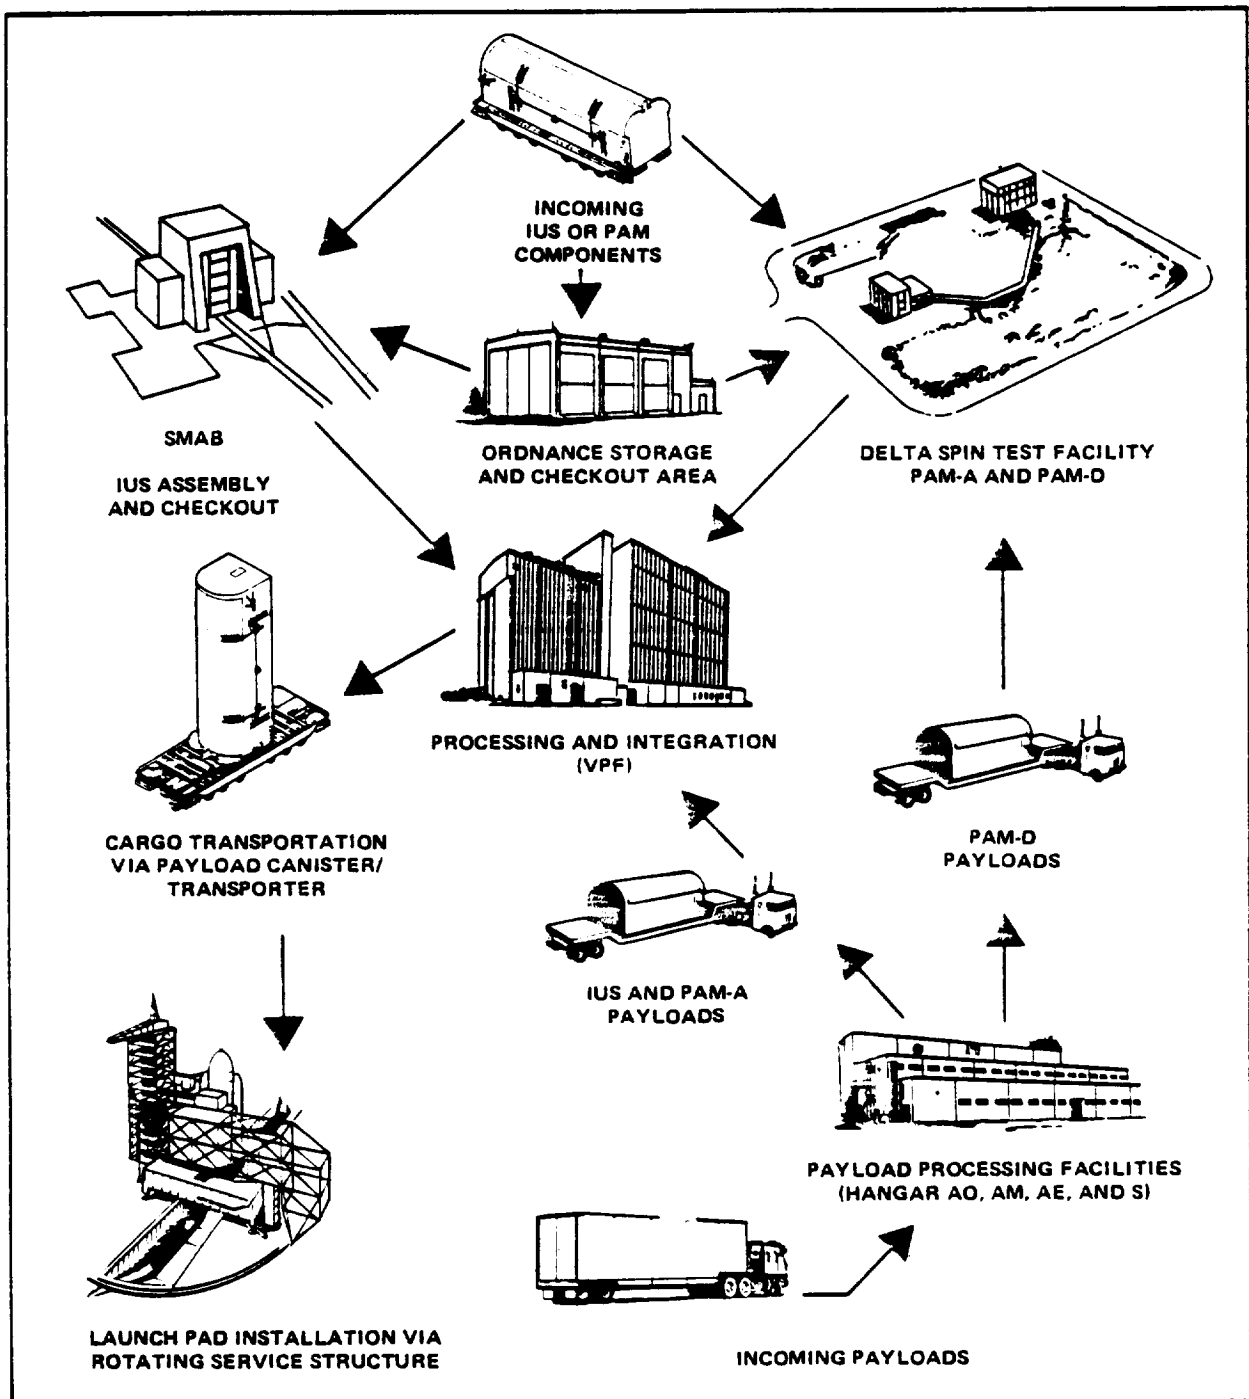 INCOMING
IUS OR PAM
COMPONENTS
SMAB
IUS ASSEMBLY
AND CHECKOUT
ORDNANCE STORAGE
AND CHECKOUT AREA
DELTA SPIN TEST FACILITY
PAM-A AND PAM-D
PROCESSING AND INTEGRATION
(VPF)
CARGO TRANSPORTATION
VIA PAYLOAD CANISTER/
TRANSPORTER
PAM-D
PAYLOADS
IUS AND PAM-A
PAYLOADS
PAYLOAD PROCESSING FACILITIES
(HANGAR AO, AM, AE, AND S)
LAUNCH PAD INSTALLATION VIA
ROTATING SERVICE STRUCTURE
INCOMING PAYLOADS